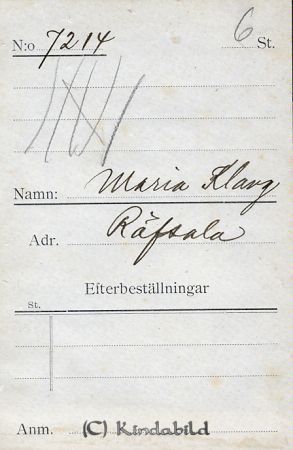 N:o 7214 6 St.
Namn: Maria Klang
Adr. Räfsala
Efterbeställningar
St.
Anm. (C) Kindabild